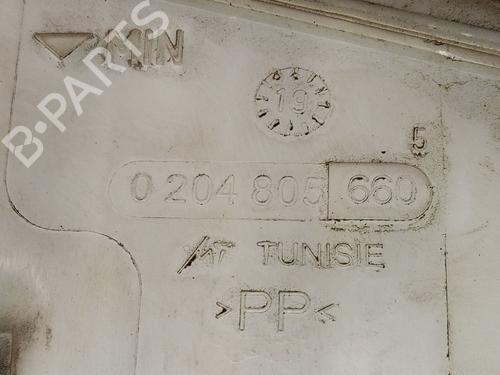 MIN
B-PARTS
19
5
0 204 805 660
TUNISIE
>PP<